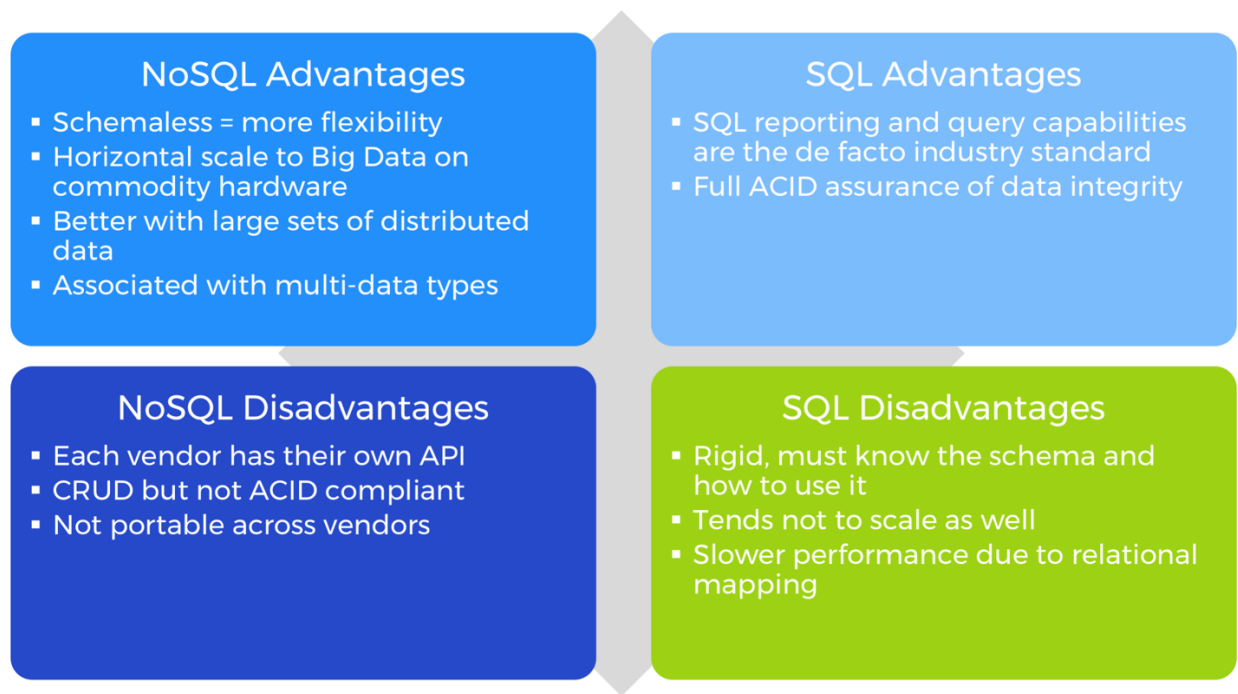 NoSQL Advantages
▪ Schemaless = more flexibility
▪ Horizontal scale to Big Data on
commodity hardware
▪ Better with large sets of distributed
data
▪ Associated with multi-data types
SQL Advantages
▪ SQL reporting and query capabilities
are the de facto industry standard
▪ Full ACID assurance of data integrity
NoSQL Disadvantages
▪ Each vendor has their own API
▪ CRUD but not ACID compliant
▪ Not portable across vendors
SQL Disadvantages
▪ Rigid, must know the schema and
how to use it
▪ Tends not to scale as well
▪ Slower performance due to relational
mapping